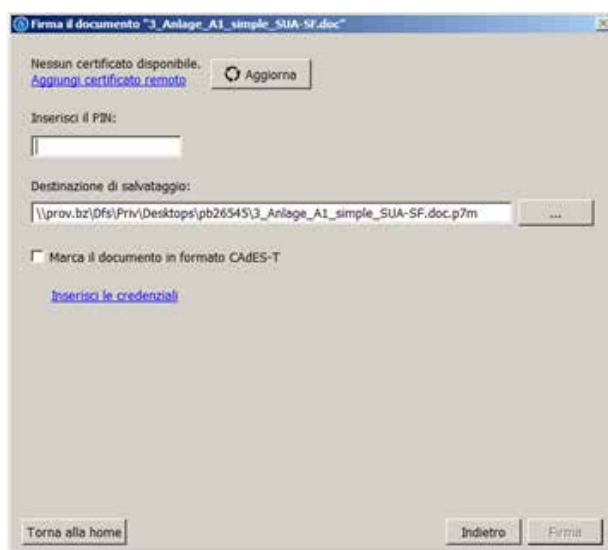 Firma il documento "3_Anlage_A1_simple_SUA-SF.doc"
Nessun certificato disponibile.
Aggiungi certificato remoto
Aggiorna
Inserisci il PIN:
Destinazione di salvataggio:
\\prov.bz\Dfs\Priv\Desktops\pb26545\3_Anlage_A1_simple_SUA-SF.doc.p7m
...
Marca il documento in formato CAdES-T
Inserisci le credenziali
Torna alla home
Indietro
Firma